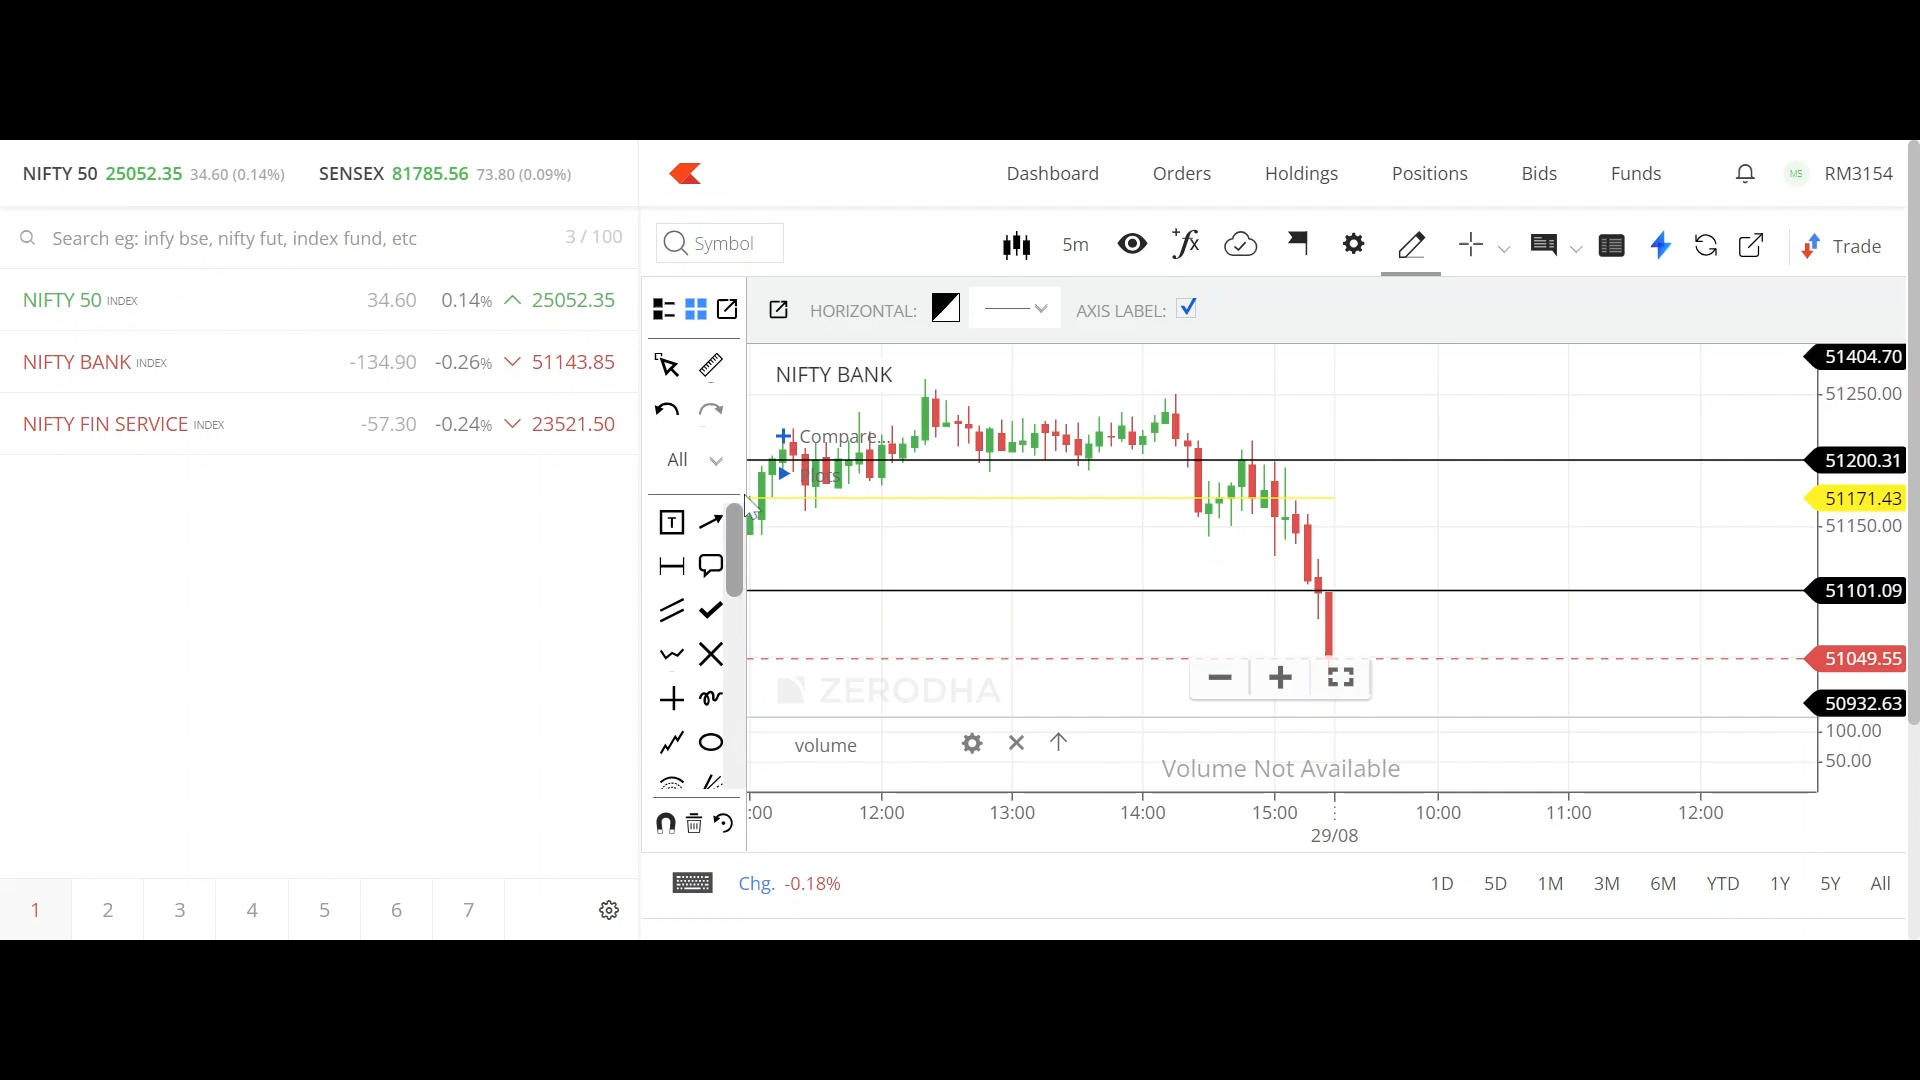 NIFTY 50 25052.35 34.60 (0.14%) SENSEX 81785.56 73.80 (0.09%)
Dashboard Orders Holdings Positions Bids Funds MS RM3154
Search eg: infy bse, nifty fut, index fund, etc 3 / 100
Symbol 5m Trade
NIFTY 50 INDEX 34.60 0.14% 25052.35
NIFTY BANK INDEX -134.90 -0.26% 51143.85
NIFTY FIN SERVICE INDEX -57.30 -0.24% 23521.50
HORIZONTAL: AXIS LABEL:
All
T
NIFTY BANK
Compare...
Plots
51404.70
51250.00
51200.31
51171.43
51150.00
51101.09
51049.55
50932.63
ZERODHA
volume
Volume Not Available
100.00
50.00
:00 12:00 13:00 14:00 15:00 10:00 11:00 12:00
29/08
Chg. -0.18% 1D 5D 1M 3M 6M YTD 1Y 5Y All
1 2 3 4 5 6 7